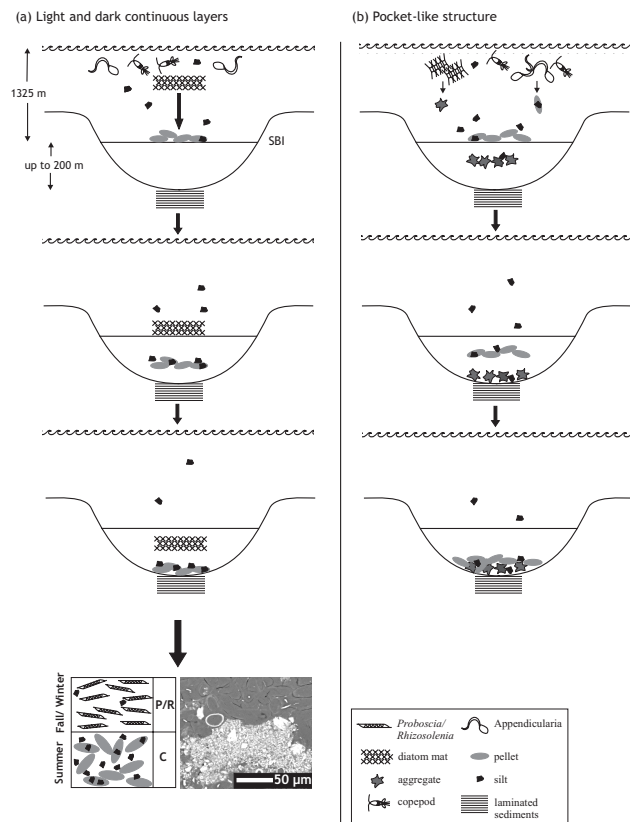 (a) Light and dark continuous layers
(b) Pocket-like structure
1325 m
SBI
up to 200 m
Fall/ Winter
P/R
Summer
C
50 µm
Proboscia/
Rhizosolenia
Appendicularia
diatom mat
pellet
aggregate
silt
copepod
laminated
sediments